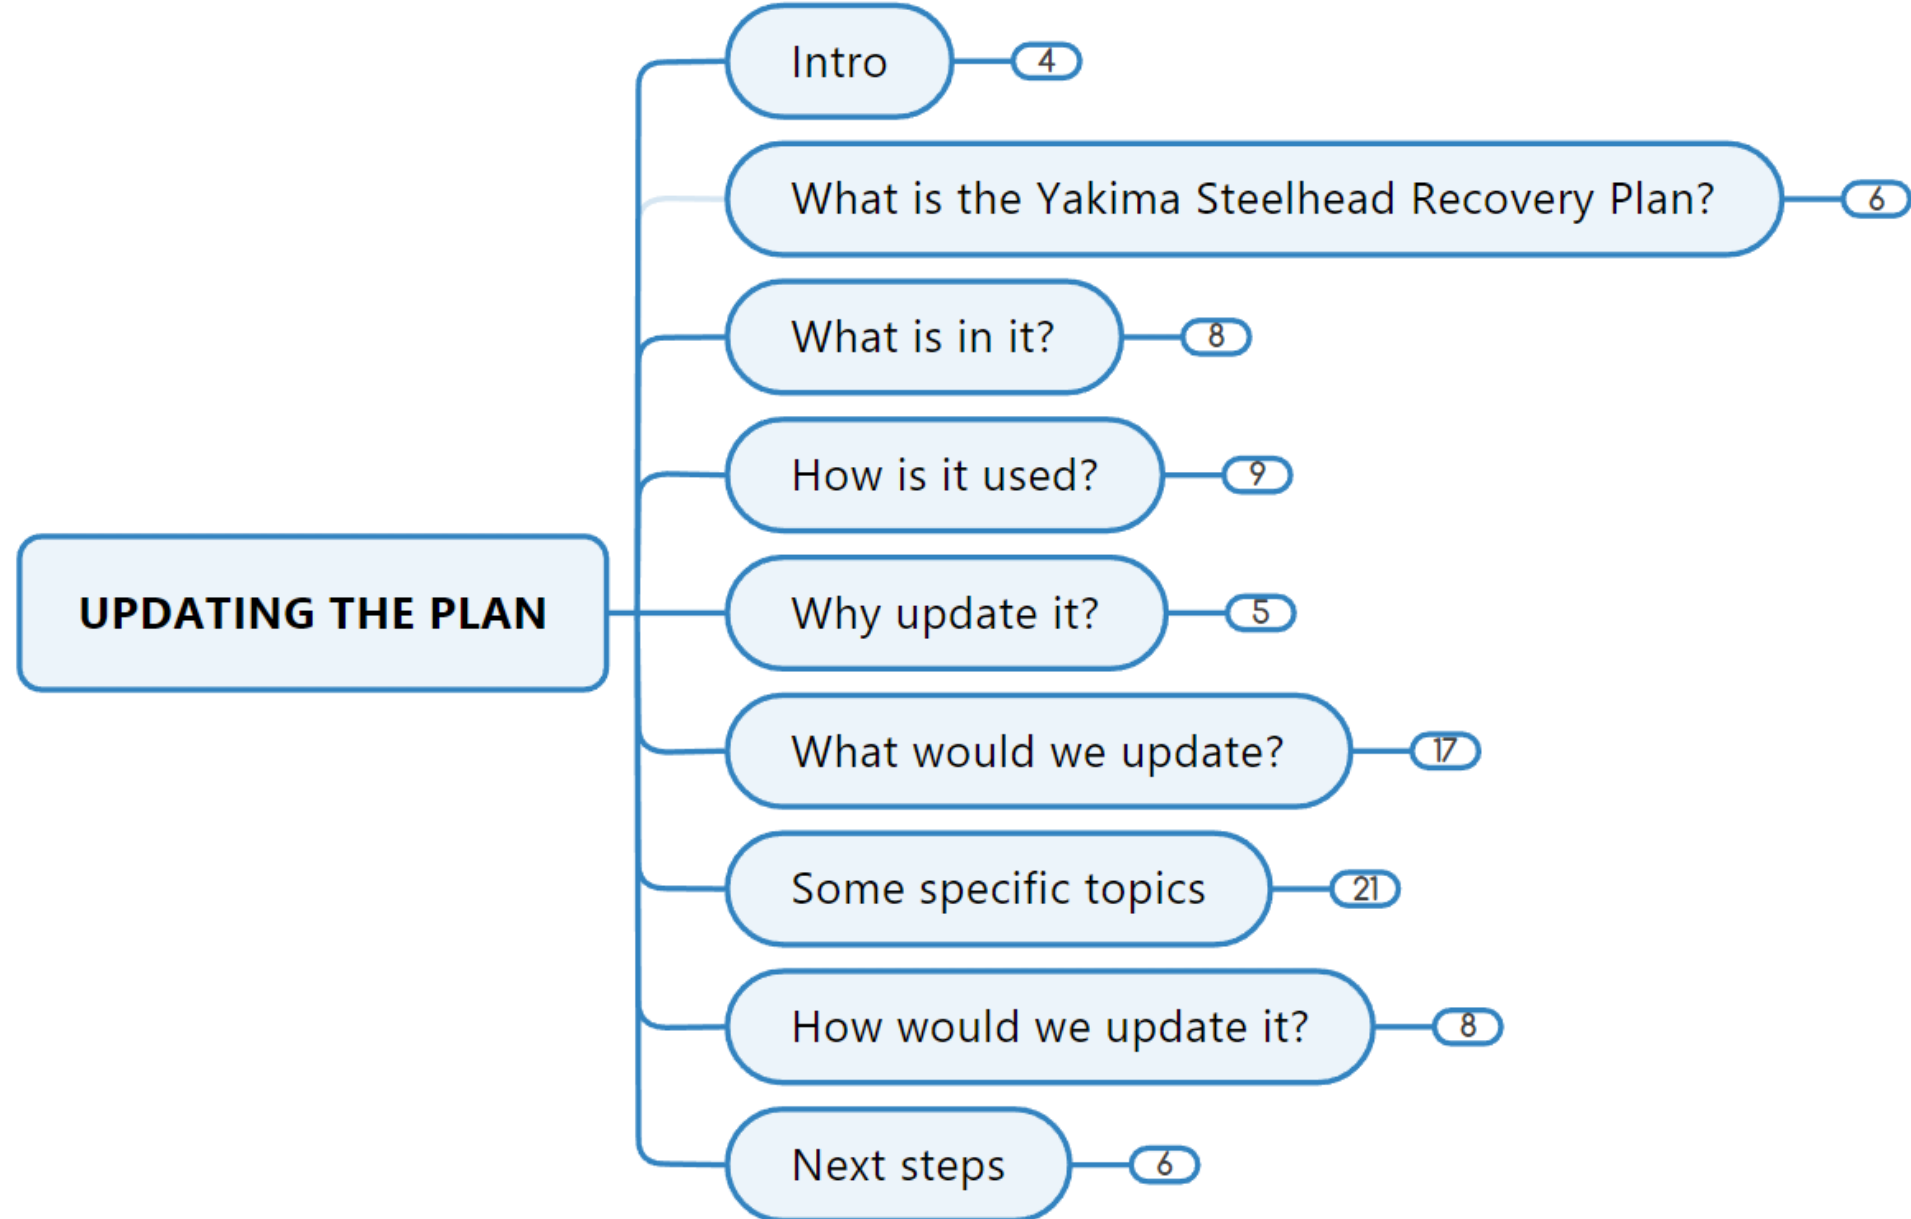 Intro
4
What is the Yakima Steelhead Recovery Plan?
6
What is in it?
8
How is it used?
9
UPDATING THE PLAN
Why update it?
5
What would we update?
17
Some specific topics
21
How would we update it?
8
Next steps
6